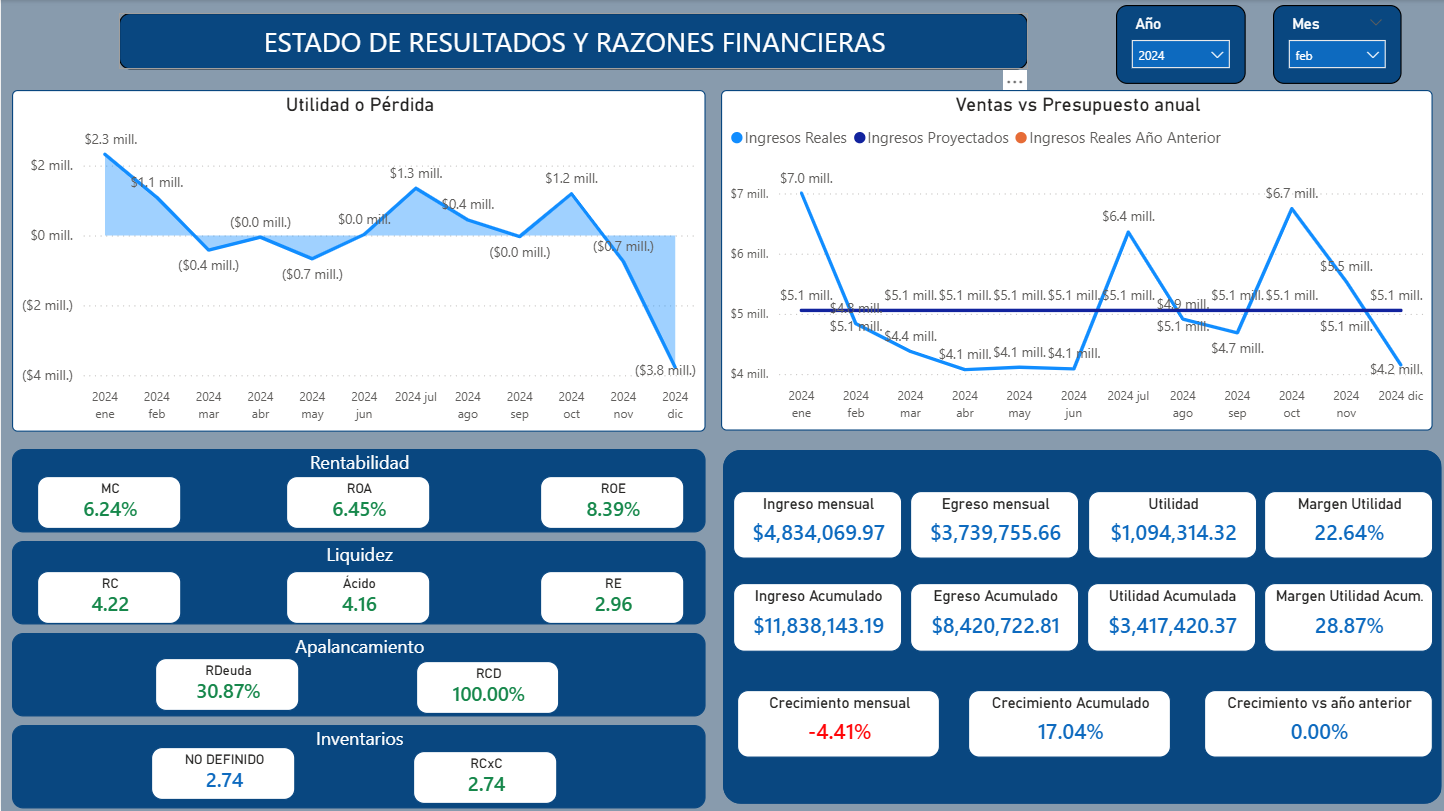 ESTADO DE RESULTADOS Y RAZONES FINANCIERAS
Año
2024
Mes
feb
...
Utilidad o Pérdida
$2.3 mill.
$1.1 mill.
($0.4 mill.)
($0.0 mill.)
($0.7 mill.)
$0.0 mill.
$1.3 mill.
$0.4 mill.
($0.0 mill.)
$1.2 mill.
($0.7 mill.)
($3.8 mill.)
$2 mill.
$0 mill.
($2 mill.)
($4 mill.)
2024 ene
2024 feb
2024 mar
2024 abr
2024 may
2024 jun
2024 jul
2024 ago
2024 sep
2024 oct
2024 nov
2024 dic
Ventas vs Presupuesto anual
Ingresos Reales Ingresos Proyectados Ingresos Reales Año Anterior
$7 mill.
$6 mill.
$5 mill.
$4 mill.
$7.0 mill.
$4.8 mill.
$4.4 mill.
$4.1 mill.
$4.1 mill.
$4.1 mill.
$6.4 mill.
$4.9 mill.
$4.7 mill.
$6.7 mill.
$5.5 mill.
$4.2 mill.
$5.1 mill.
$5.1 mill.
$5.1 mill.
$5.1 mill.
$5.1 mill.
$5.1 mill.
$5.1 mill.
$5.1 mill.
$5.1 mill.
$5.1 mill.
$5.1 mill.
$5.1 mill.
2024 ene
2024 feb
2024 mar
2024 abr
2024 may
2024 jun
2024 jul
2024 ago
2024 sep
2024 oct
2024 nov
2024 dic
Rentabilidad
MC
6.24%
ROA
6.45%
ROE
8.39%
Liquidez
RC
4.22
Ácido
4.16
RE
2.96
Apalancamiento
RDeuda
30.87%
RCD
100.00%
Inventarios
NO DEFINIDO
2.74
RCxC
2.74
Ingreso mensual
$4,834,069.97
Egreso mensual
$3,739,755.66
Utilidad
$1,094,314.32
Margen Utilidad
22.64%
Ingreso Acumulado
$11,838,143.19
Egreso Acumulado
$8,420,722.81
Utilidad Acumulada
$3,417,420.37
Margen Utilidad Acum.
28.87%
Crecimiento mensual
-4.41%
Crecimiento Acumulado
17.04%
Crecimiento vs año anterior
0.00%